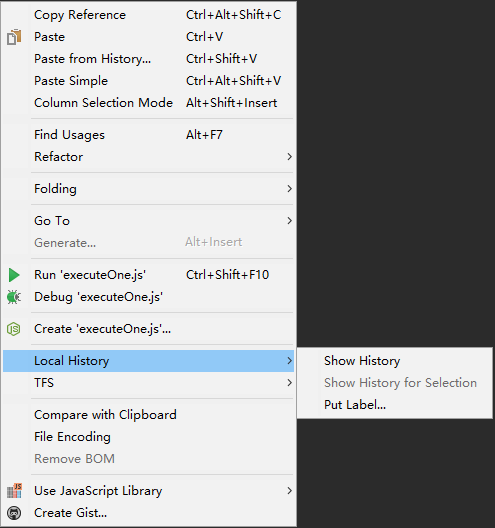 Copy Reference Ctrl+Alt+Shift+C
Paste Ctrl+V
Paste from History... Ctrl+Shift+V
Paste Simple Ctrl+Alt+Shift+V
Column Selection Mode Alt+Shift+Insert
Find Usages Alt+F7
Refactor
Folding
Go To
Generate... Alt+Insert
Run 'executeOne.js' Ctrl+Shift+F10
Debug 'executeOne.js'
Create 'executeOne.js'...
Local History
Show History
TFS
Show History for Selection
Put Label...
Compare with Clipboard
File Encoding
Remove BOM
Use JavaScript Library
Create Gist...